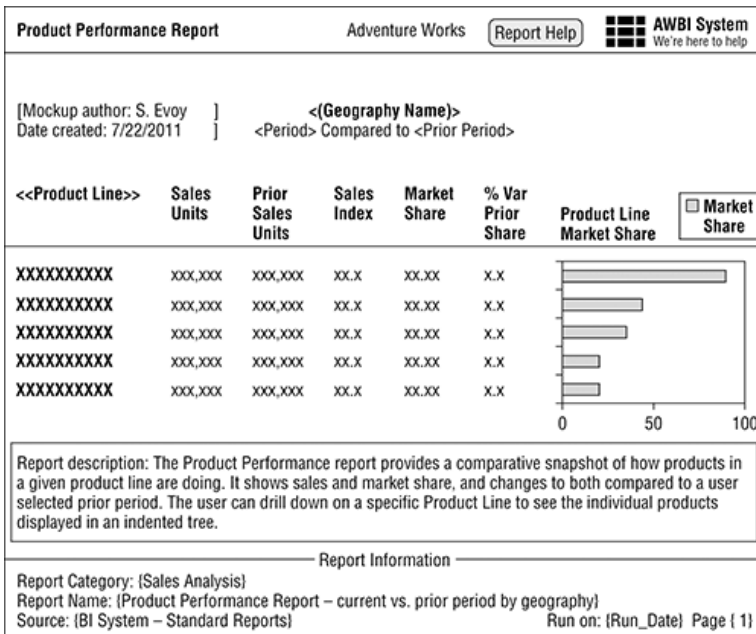 Product Performance Report Adventure Works Report Help AWBI System
We're here to help
[Mockup author: S. Evoy ] <(Geography Name)>
Date created: 7/22/2011 ] <Period> Compared to <Prior Period>
<<Product Line>> Sales Units Prior Sales Units Sales Index Market Share % Var Prior Share Product Line Market Share Market Share
XXXXXXXXXX xxx,xxx xxx,xxx xx.x xx.xx x.x
XXXXXXXXXX xxx,xxx xxx,xxx xx.x xx.xx x.x
XXXXXXXXXX xxx,xxx xxx,xxx xx.x xx.xx x.x
XXXXXXXXXX xxx,xxx xxx,xxx xx.x xx.xx x.x
XXXXXXXXXX xxx,xxx xxx,xxx xx.x xx.xx x.x
0 50 100
Report description: The Product Performance report provides a comparative snapshot of how products in
a given product line are doing. It shows sales and market share, and changes to both compared to a user
selected prior period. The user can drill down on a specific Product Line to see the individual products
displayed in an indented tree.
Report Information
Report Category: {Sales Analysis}
Report Name: {Product Performance Report – current vs. prior period by geography}
Source: {BI System – Standard Reports} Run on: {Run_Date} Page { 1}